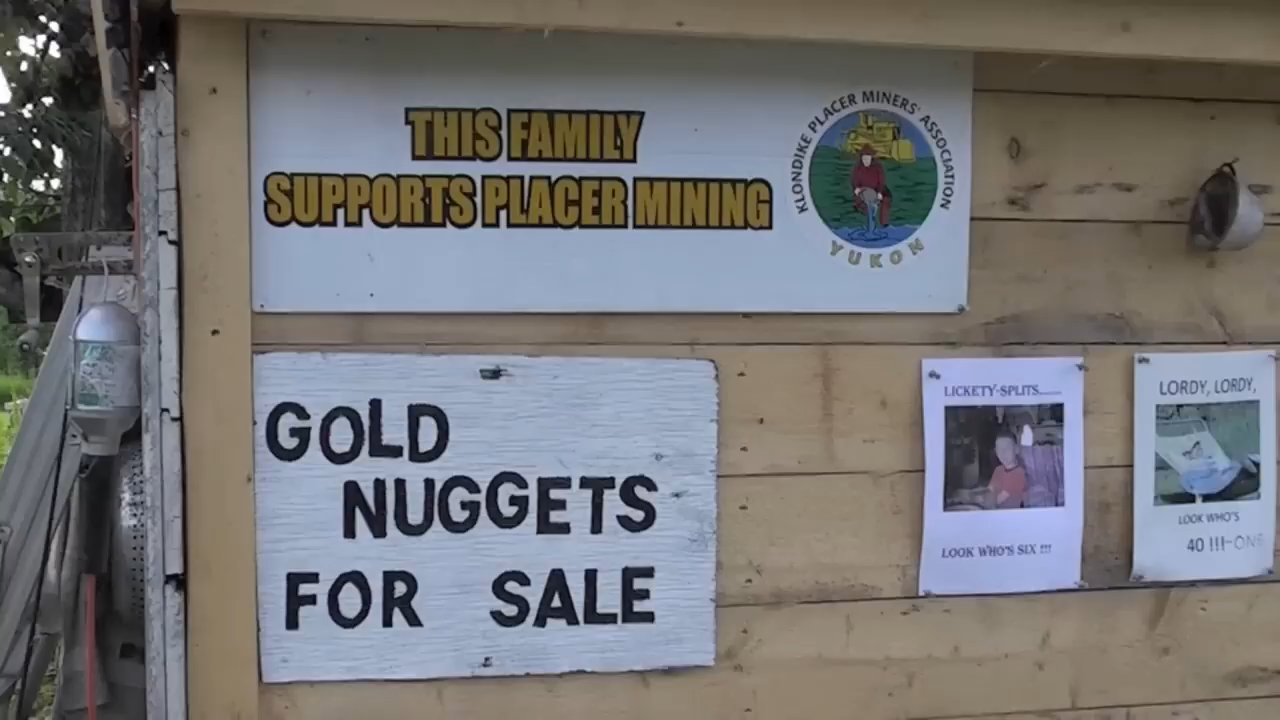 THIS FAMILY
SUPPORTS PLACER MINING
KLONDIKE PLACER MINERS' ASSOCIATION
YUKON
GOLD
NUGGETS
FOR SALE
LICKETY-SPLITS......
LOOK WHO'S SIX !!!
LORDY, LORDY,
LOOK WHO'S
40 !!!-ONE